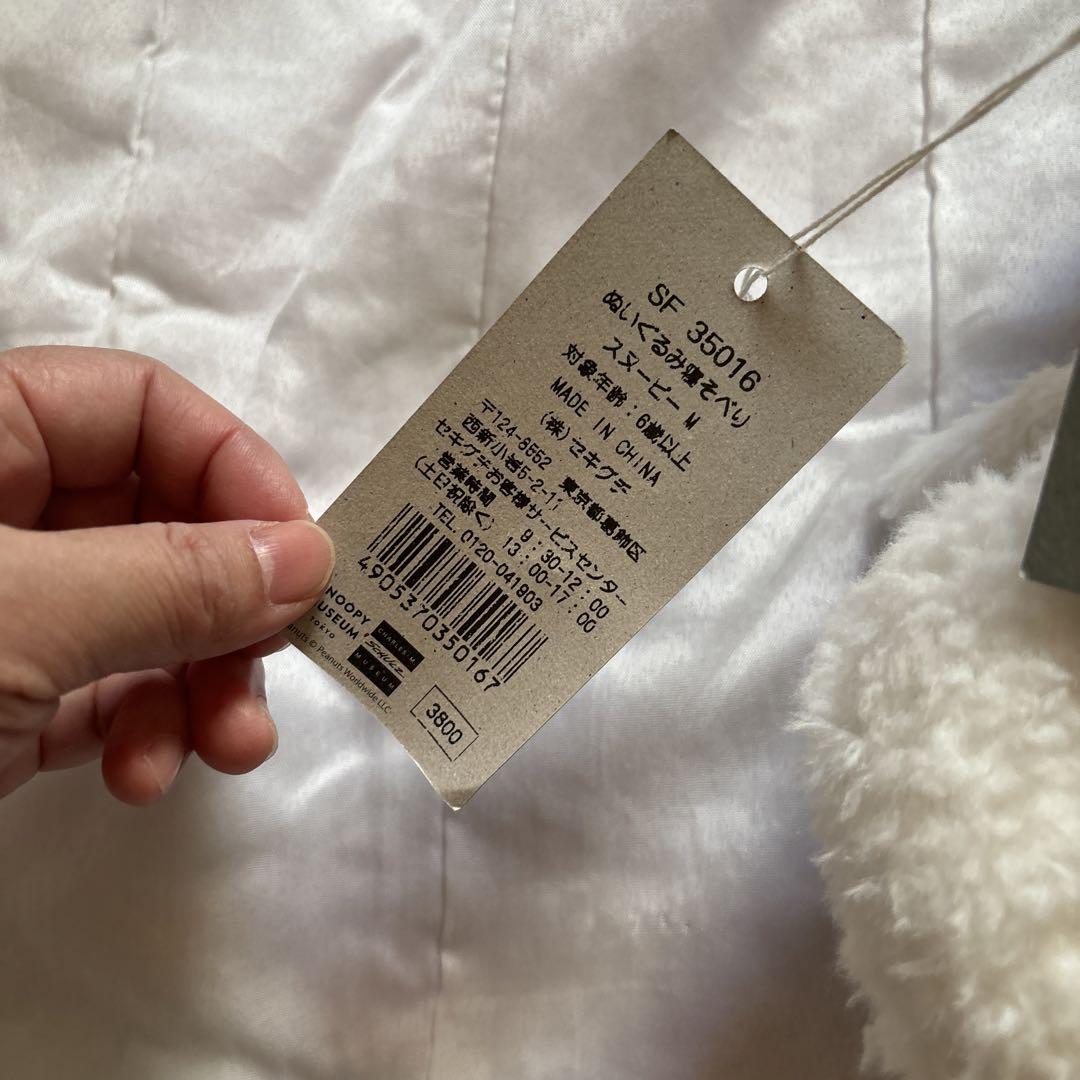 SF 35016
ぬいぐるみ寝そべり
スヌーピー M
対象年齢:6歳以上
MADE IN CHINA
(株)セキグチ
〒124-8552 東京都葛飾区
西新小岩5-2-11
セキグチお客様サービスセンター
営業時間 9:30-12:00
(土日祝除く) 13:00-17:00
TEL 0120-041903
4905370350167
SNOOPY
MUSEUM
TOKYO
CHARLES M.
SCHULZ
MUSEUM
Peanuts © Peanuts Worldwide LLC
3800